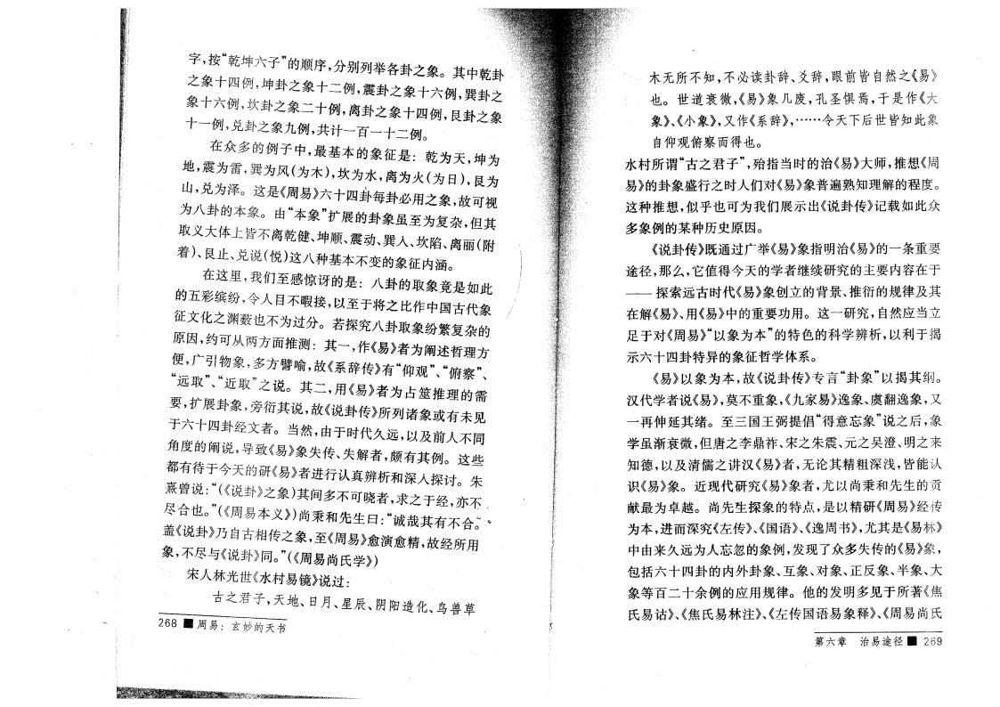 字,按“乾坤六子”的顺序,分别列举各卦之象。其中乾卦
之象十四例,坤卦之象十二例,震卦之象十六例,巽卦之
象十六例,坎卦之象二十例,离卦之象十四例,艮卦之象
十一例,兑卦之象九例,共计一百一十二例。
在众多的例子中,最基本的象征是:乾为天,坤为
地,震为雷,巽为风(为木),坎为水,离为火(为日),艮为
山,兑为泽。这是《周易》六十四卦每卦必用之象,故可视
为八卦的本象。由“本象”扩展的卦象虽至为复杂,但其
取义大体上皆不离乾健、坤顺、震动、巽入、坎陷、离丽(附
着)、艮止、兑说(悦)这八种基本不变的象征内涵。
在这里,我们至感惊讶的是:八卦的取象竟是如此
的五彩缤纷,令人目不暇接,以至于将之比作中国古代象
征文化之渊薮也不为过分。若探究八卦取象纷繁复杂的
原因,约可从两方面推测:其一,作《易》者为阐述哲理方
便,广引物象,多方譬喻,故《系辞传》有“仰观”、“俯察”、
“远取”、“近取”之说。其二,用《易》者为占筮推理的需
要,扩展卦象,旁衍其说,故《说卦传》所列诸象或有未见
于六十四卦经文者。当然,由于时代久远,以及前人不同
角度的阐说,导致《易》象失传、失解者,颇有其例。这些
都有待于今天的研《易》者进行认真辨析和深入探讨。朱
熹曾说:“(《说卦》之象)其间多不可晓者,求之于经,亦不
尽合也。”(《周易本义》)尚秉和先生曰:“诚哉其有不合。
盖《说卦》乃自古相传之象,至《周易》愈演愈精,故经所用
象,不尽与《说卦》同。”(《周易尚氏学》)
宋人林光世《水村易镜》说过:
古之君子,天地、日月、星辰、阴阳造化、鸟兽草
268 ■ 周易:玄妙的天书
木无所不知,不必读卦辞、爻辞,眼前皆自然之《易》
也。世道衰微,《易》象几废,孔圣惧焉,于是作《大
象》、《小象》,又作《系辞》,……令天下后世皆知此象
自仰观俯察而得也。
水村所谓“古之君子”,殆指当时的治《易》大师,推想《周
易》的卦象盛行之时人们对《易》象普遍熟知理解的程度。
这种推想,似乎也可为我们展示出《说卦传》记载如此众
多象例的某种历史原因。
《说卦传》既通过广举《易》象指明治《易》的一条重要
途径,那么,它值得今天的学者继续研究的主要内容在于
——探索远古时代《易》象创立的背景、推衍的规律及其
在解《易》、用《易》中的重要功用。这一研究,自然应当立
足于对《周易》“以象为本”的特色的科学辨析,以利于揭
示六十四卦特异的象征哲学体系。
《易》以象为本,故《说卦传》专言“卦象”以揭其纲。
汉代学者说《易》,莫不重象,《九家易》逸象、虞翻逸象,又
一再伸延其绪。至三国王弼提倡“得意忘象”说之后,象
学虽渐衰微,但唐之李鼎祚、宋之朱震、元之吴澄、明之来
知德,以及清儒之讲汉《易》者,无论其精粗深浅,皆能认
识《易》象。近现代研究《易》象者,尤以尚秉和先生的贡
献最为卓越。尚先生探象的特点,是以精研《周易》经传
为本,进而深究《左传》、《国语》、《逸周书》,尤其是《易林》
中由来久远为人忘忽的象例,发现了众多失传的《易》象,
包括六十四卦的内外卦象、互象、对象、正反象、半象、大
象等百二十余例的应用规律。他的发明多见于所著《焦
氏易诂》、《焦氏易林注》、《左传国语易象释》、《周易尚氏
第六章 治易途径 ■ 269